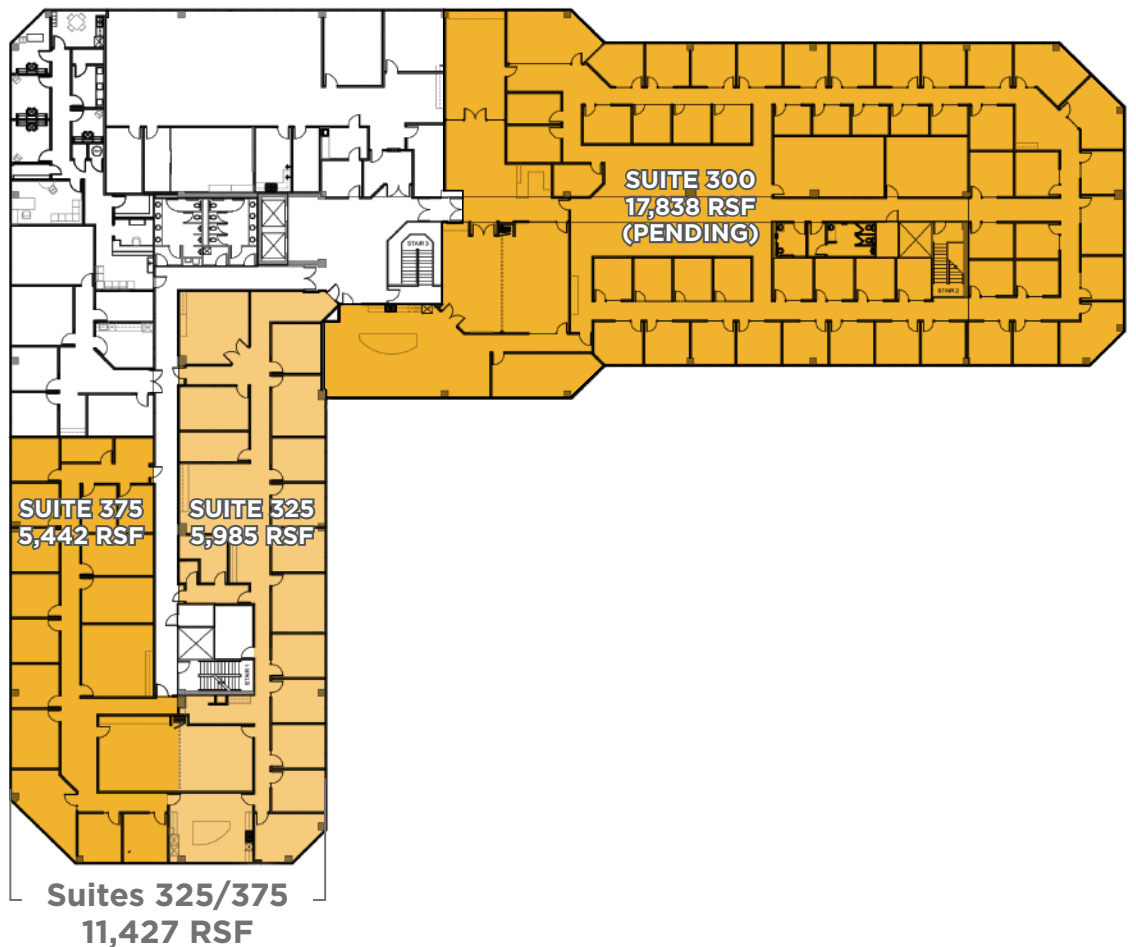 SUITE 300
17,838 RSF
(PENDING)
STAIR 3
STAIR 2
SUITE 375
5,442 RSF
SUITE 325
5,985 RSF
STAIR 1
Suites 325/375
11,427 RSF